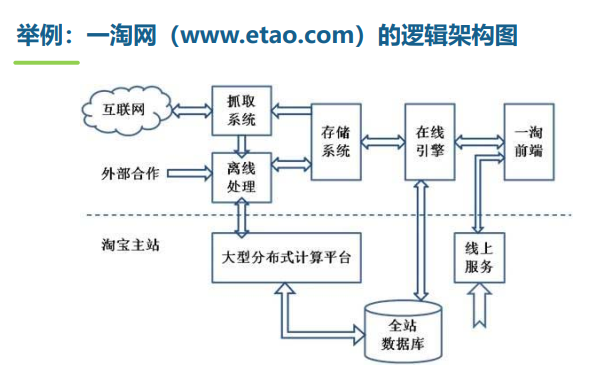 举例：一淘网（www.etao.com）的逻辑架构图
互联网
抓取
系统
存储
系统
在线
引擎
一淘
前端
外部合作
离线
处理
淘宝主站
大型分布式计算平台
线上
服务
全站
数据库